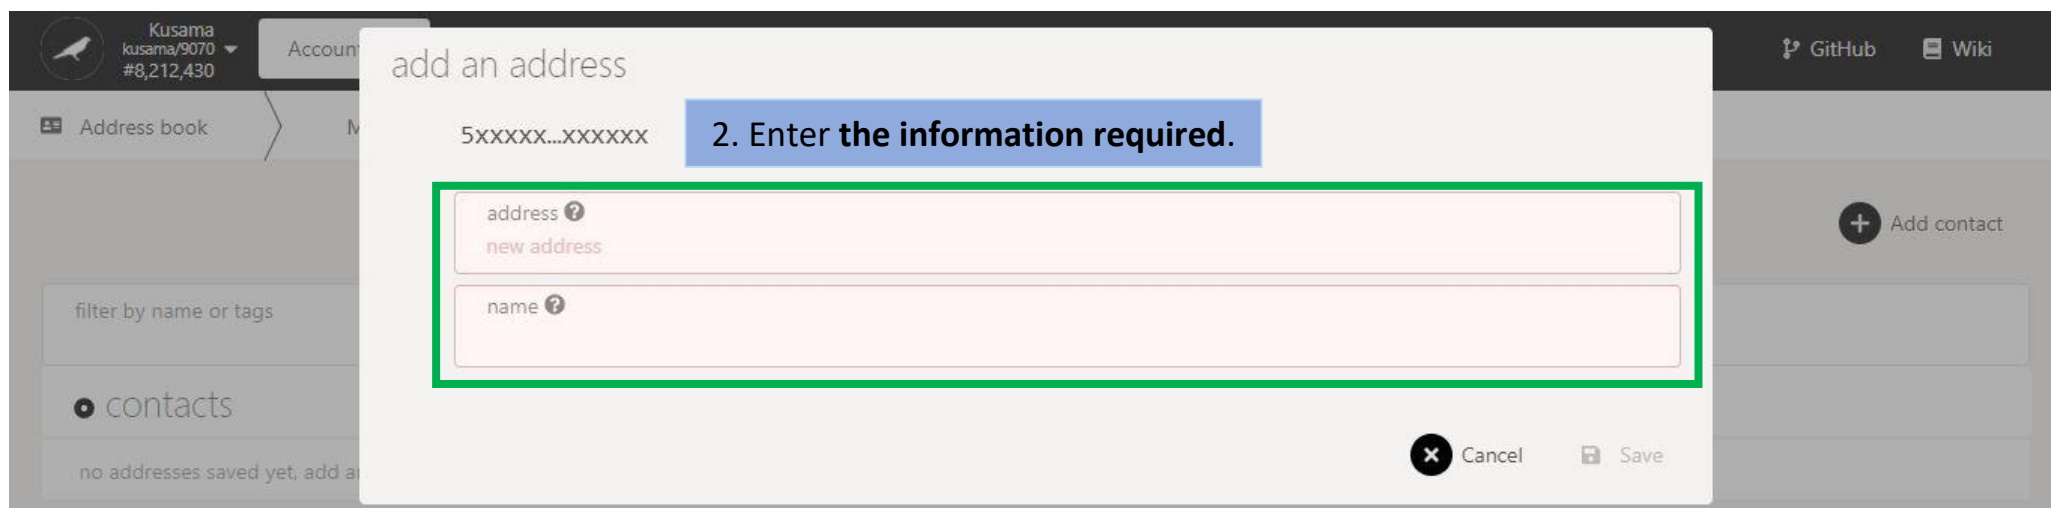 Kusama
kusama/9070
#8,212,430
Account
GitHub
Wiki
add an address
Address book
M
5xxxxx...xxxxxx
2. Enter the information required.
address
new address
Add contact
name
filter by name or tags
contacts
no addresses saved yet, add a
Cancel
Save